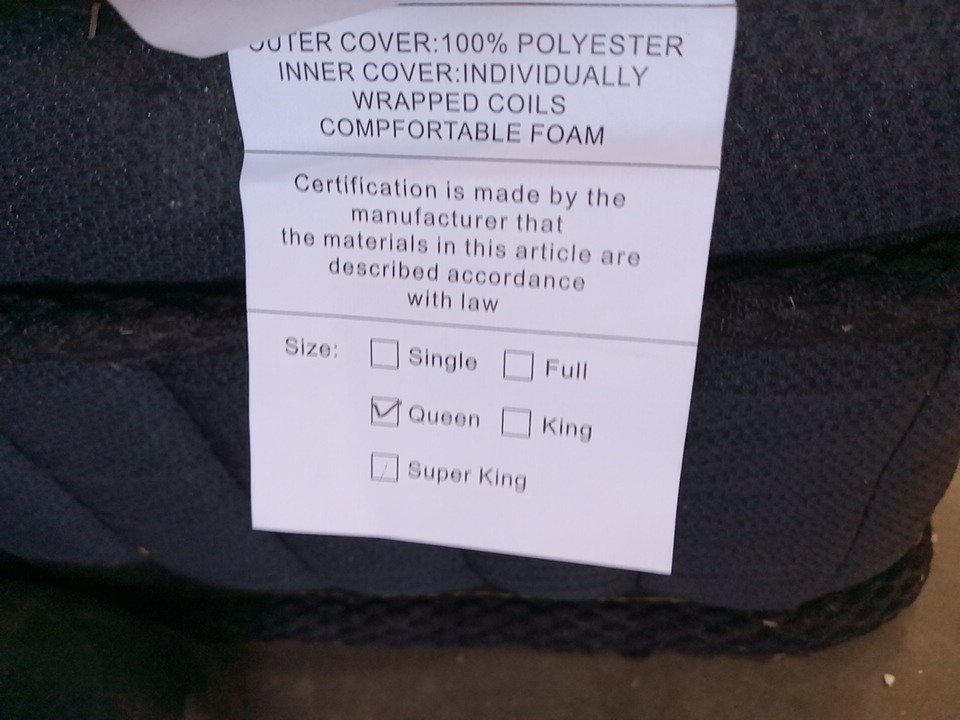 OUTER COVER:100% POLYESTER
INNER COVER:INDIVIDUALLY
WRAPPED COILS
COMPFORTABLE FOAM
Certification is made by the
manufacturer that
the materials in this article are
described accordance
with law
Size: Single Full
Queen King
Super King